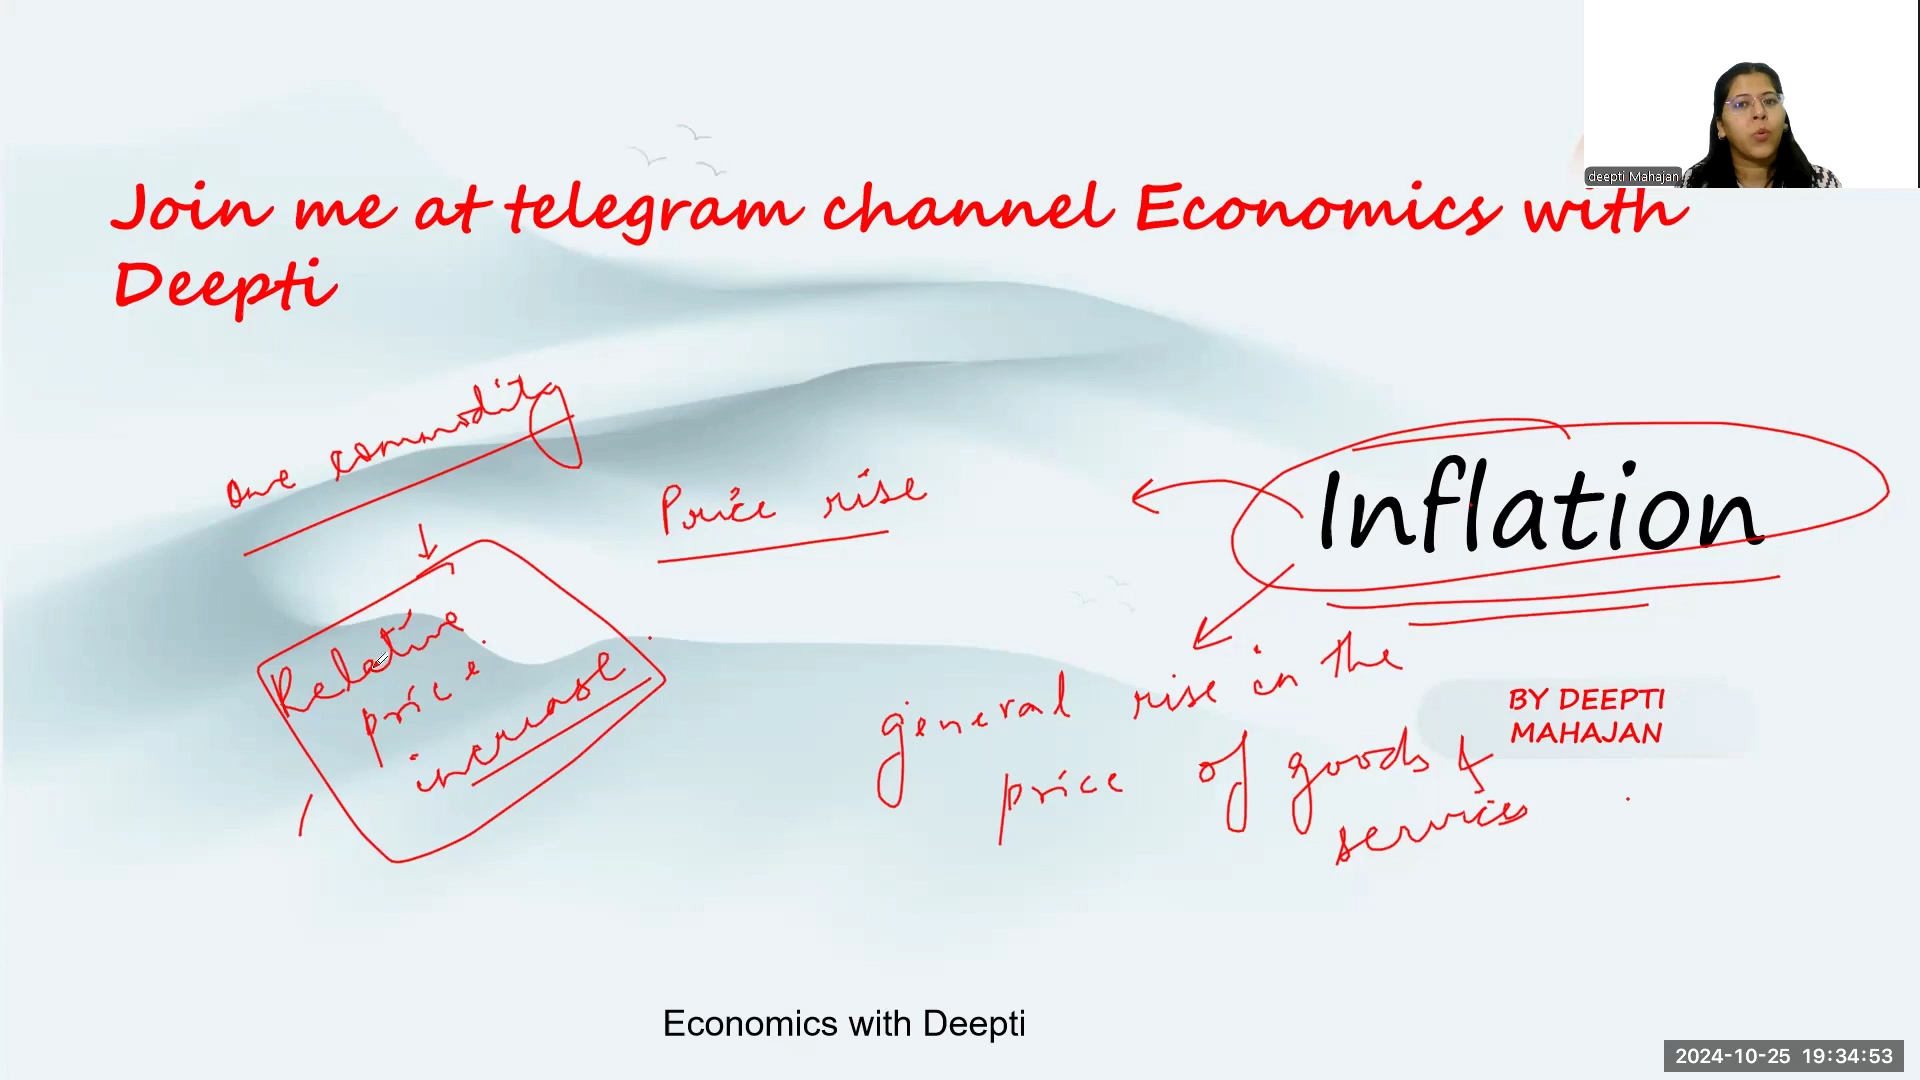 deepti Mahajan
Join me at telegram channel Economics with
Deepti
one commodity
Price rise
Inflation
Relative
price
increase
general rise in the
price of goods &
services
BY DEEPTI
MAHAJAN
Economics with Deepti
2024-10-25 19:34:53